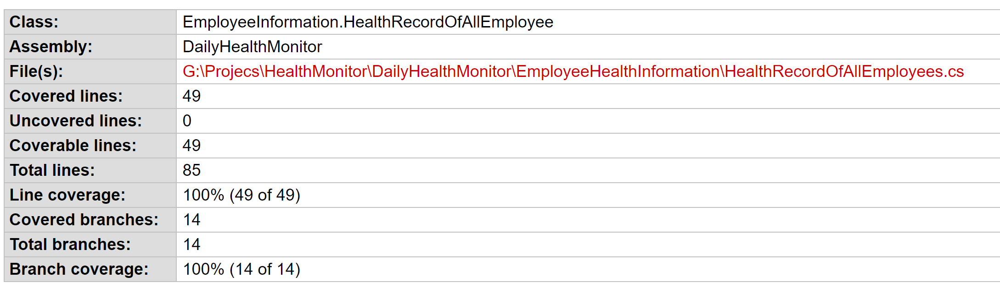 Class: EmployeeInformation.HealthRecordOfAllEmployee
Assembly: DailyHealthMonitor
File(s): G:\Projecs\HealthMonitor\DailyHealthMonitor\EmployeeHealthInformation\HealthRecordOfAllEmployees.cs
Covered lines: 49
Uncovered lines: 0
Coverable lines: 49
Total lines: 85
Line coverage: 100% (49 of 49)
Covered branches: 14
Total branches: 14
Branch coverage: 100% (14 of 14)